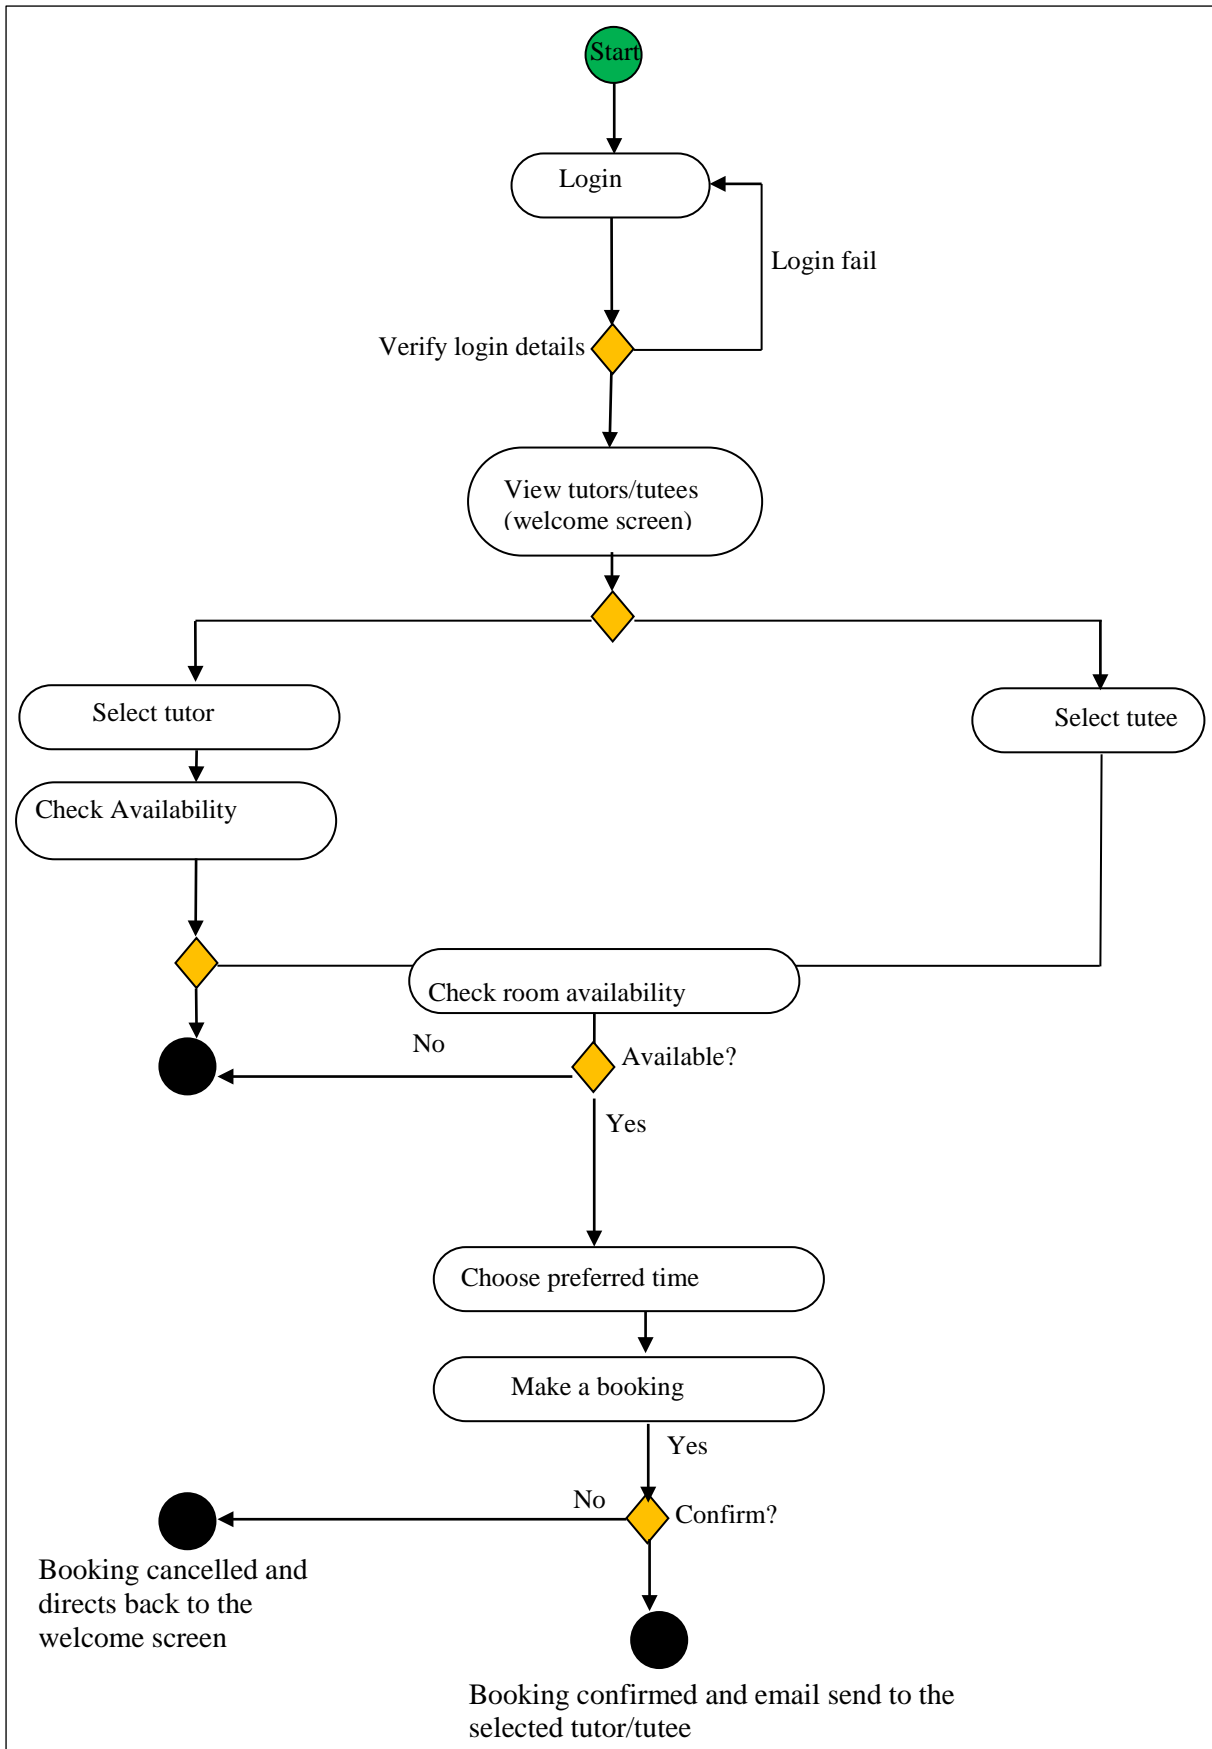 Start
Login
Login fail
Verify login details
View tutors/tutees
(welcome screen)
Select tutor
Select tutee
Check Availability
Check room availability
No
Available?
Yes
Choose preferred time
Make a booking
Yes
No
Confirm?
Booking cancelled and
directs back to the
welcome screen
Booking confirmed and email send to the
selected tutor/tutee